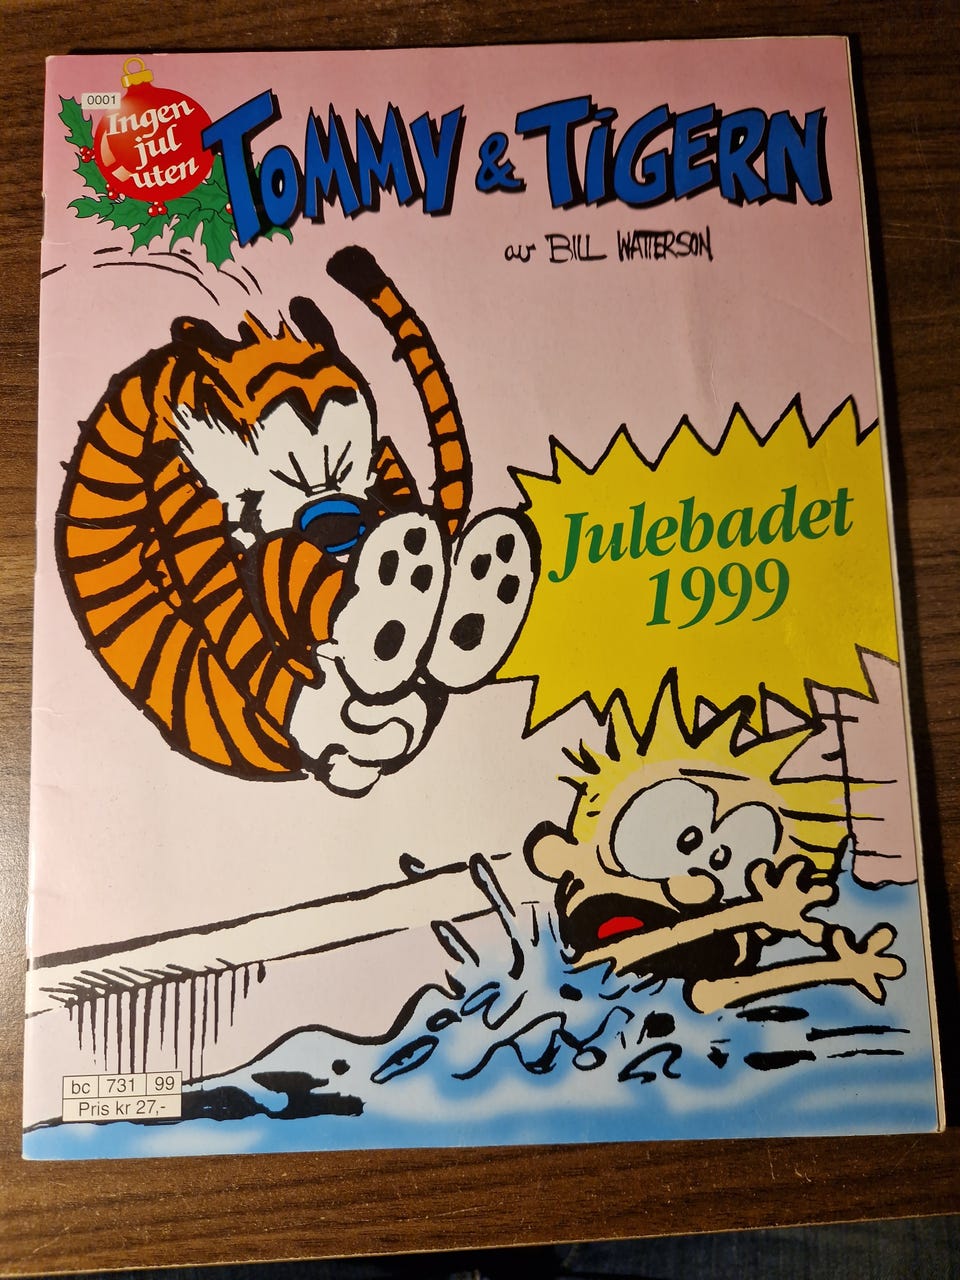 0001
Ingen
jul
uten
TOMMY & TIGERN
av BILL WATTERSON
Julebadet
1999
bc 731 99
Pris kr 27,-